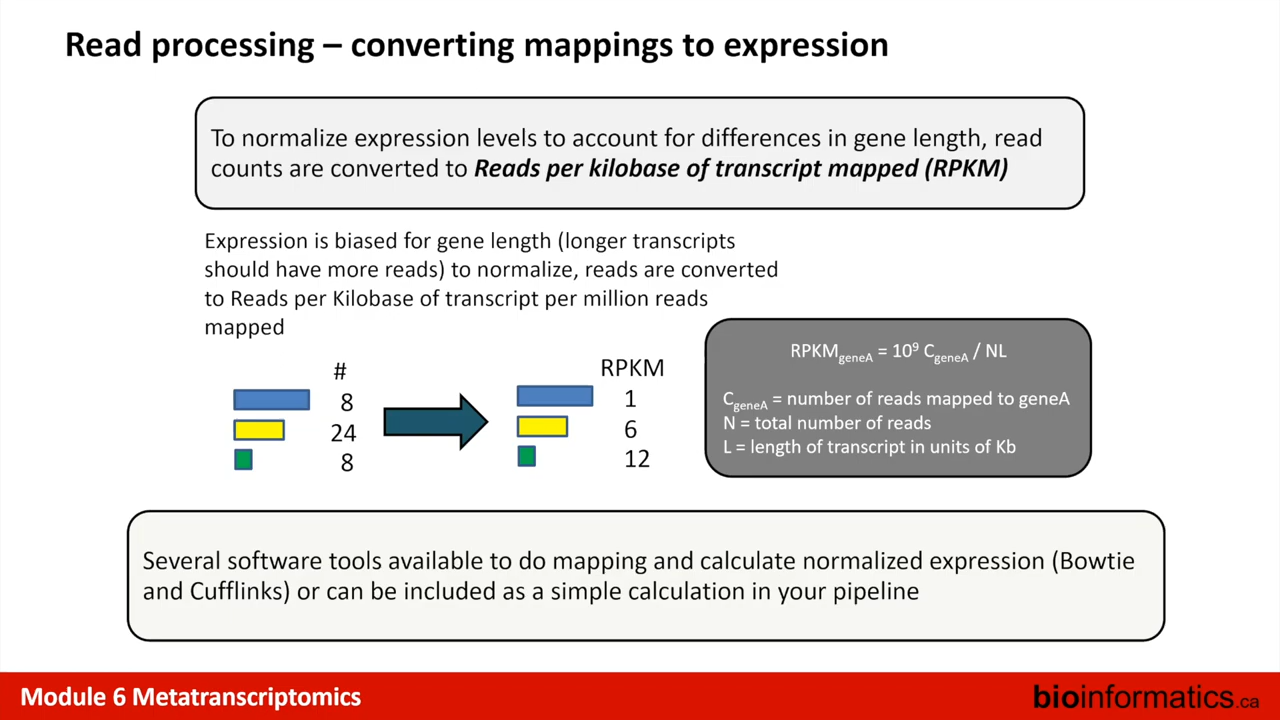 Read processing – converting mappings to expression
To normalize expression levels to account for differences in gene length, read
counts are converted to Reads per kilobase of transcript mapped (RPKM)
Expression is biased for gene length (longer transcripts
should have more reads) to normalize, reads are converted
to Reads per Kilobase of transcript per million reads
mapped
#
8
24
8
RPKM
1
6
12
RPKMgeneA = 10⁹ CgeneA / NL
CgeneA = number of reads mapped to geneA
N = total number of reads
L = length of transcript in units of Kb
Several software tools available to do mapping and calculate normalized expression (Bowtie
and Cufflinks) or can be included as a simple calculation in your pipeline
Module 6 Metatranscriptomics
bioinformatics.ca